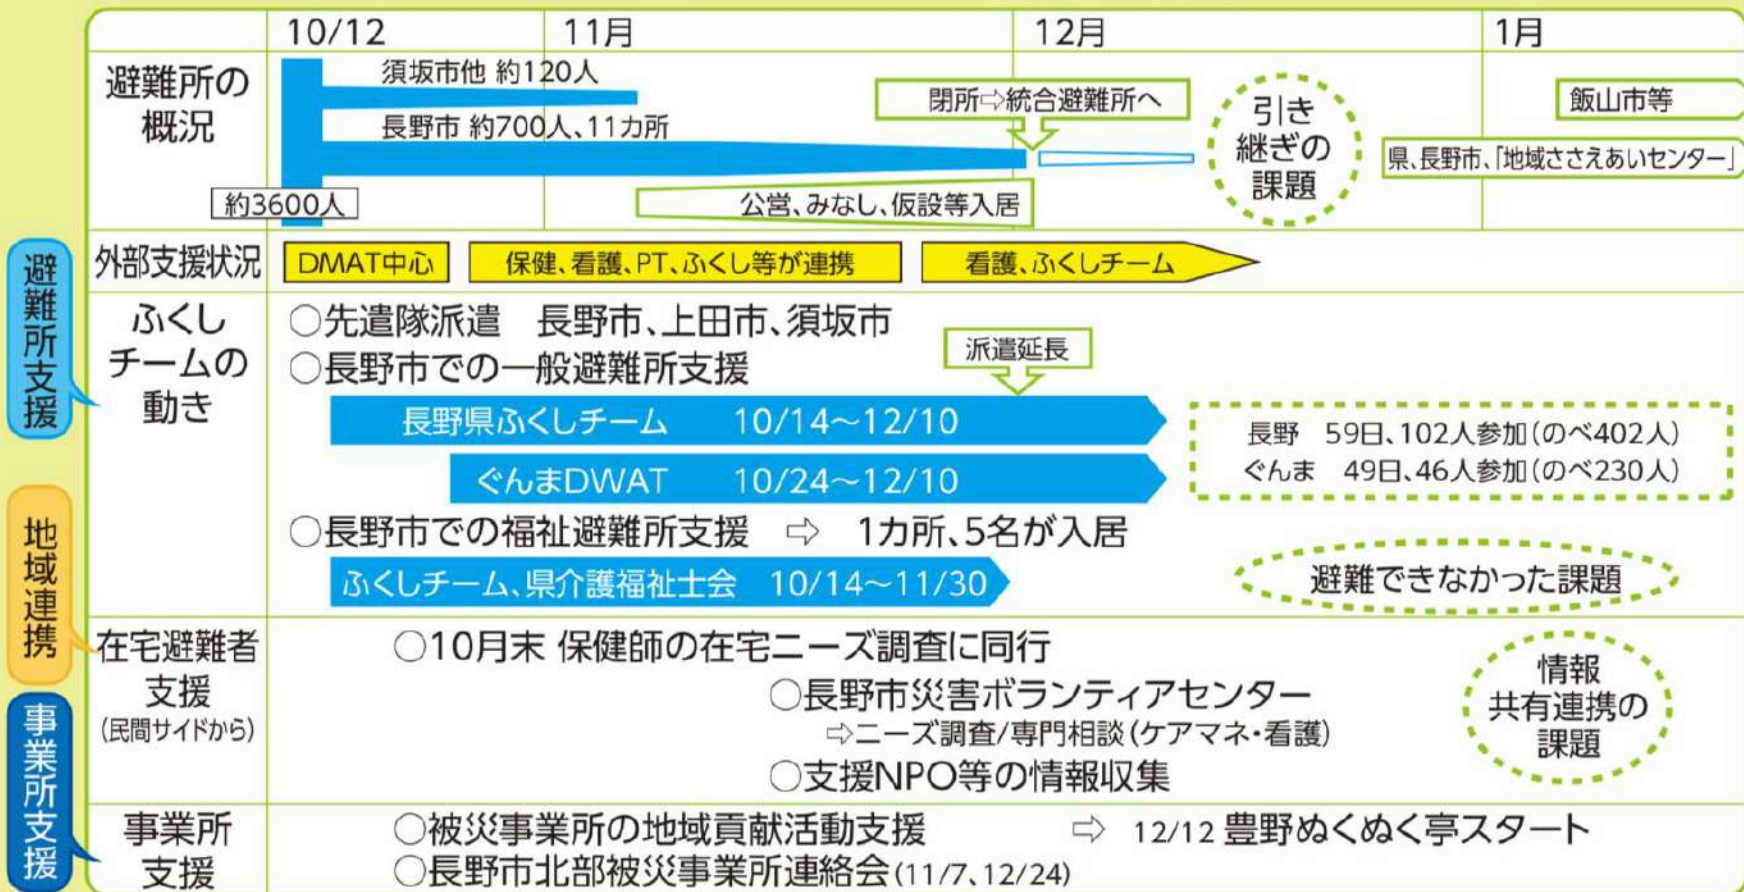 10/12
11月
12月
1月
避難所の
概況
須坂市他 約120人
長野市 約700人、11カ所
約3600人
閉所⇨統合避難所へ
公営、みなし、仮設等入居
引き
継ぎの
課題
飯山市等
県、長野市、「地域ささえあいセンター」
避難所支援
外部支援状況
DMAT中心
保健、看護、PT、ふくし等が連携
看護、ふくしチーム
ふくし
チームの
動き
○先遣隊派遣 長野市、上田市、須坂市
○長野市での一般避難所支援
派遣延長
長野県ふくしチーム 10/14～12/10
ぐんまDWAT 10/24～12/10
長野 59日、102人参加(のべ402人)
ぐんま 49日、46人参加(のべ230人)
○長野市での福祉避難所支援 ⇨ 1カ所、5名が入居
ふくしチーム、県介護福祉士会 10/14～11/30
避難できなかった課題
地域連携
在宅避難者
支援
(民間サイドから)
○10月末 保健師の在宅ニーズ調査に同行
○長野市災害ボランティアセンター
⇨ニーズ調査/専門相談(ケアマネ・看護)
○支援NPO等の情報収集
情報
共有連携の
課題
事業所支援
事業所
支援
○被災事業所の地域貢献活動支援 ⇨ 12/12 豊野ぬくぬく亭スタート
○長野市北部被災事業所連絡会(11/7、12/24)